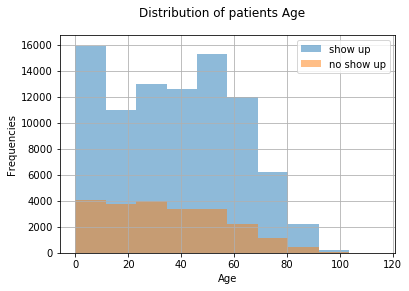 Distribution of patients Age
16000
14000
12000
10000
8000
6000
4000
2000
0
Frequencies
show up
no show up
0 20 40 60 80 100 120
Age